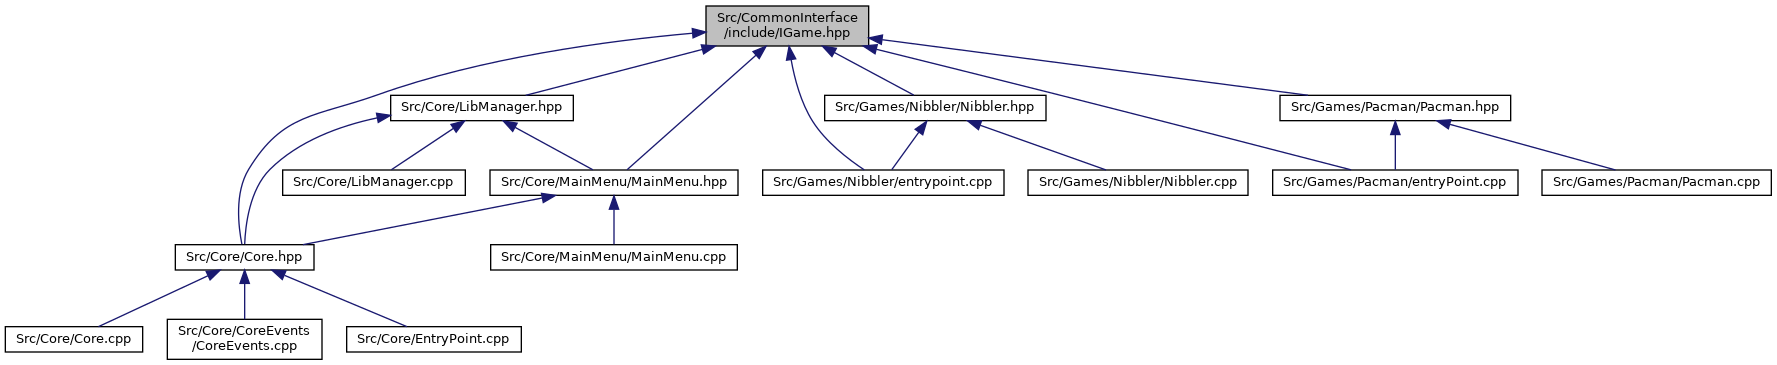 Src/CommonInterface
/include/IGame.hpp
Src/Core/LibManager.hpp
Src/Games/Nibbler/Nibbler.hpp
Src/Games/Pacman/Pacman.hpp
Src/Core/LibManager.cpp
Src/Core/MainMenu/MainMenu.hpp
Src/Games/Nibbler/entrypoint.cpp
Src/Games/Nibbler/Nibbler.cpp
Src/Games/Pacman/entryPoint.cpp
Src/Games/Pacman/Pacman.cpp
Src/Core/Core.hpp
Src/Core/MainMenu/MainMenu.cpp
Src/Core/Core.cpp
Src/Core/CoreEvents
/CoreEvents.cpp
Src/Core/EntryPoint.cpp